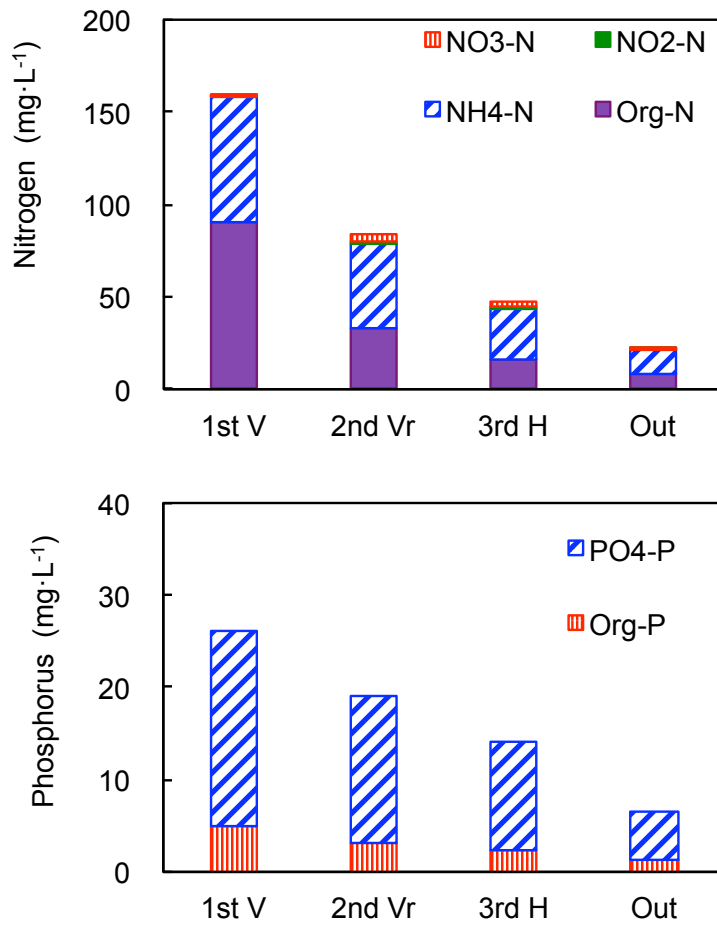 Nitrogen (mg·L⁻¹)
200
150
100
50
0
NO3-N NO2-N
NH4-N Org-N
1st V 2nd Vr 3rd H Out
Phosphorus (mg·L⁻¹)
40
30
20
10
0
PO4-P
Org-P
1st V 2nd Vr 3rd H Out